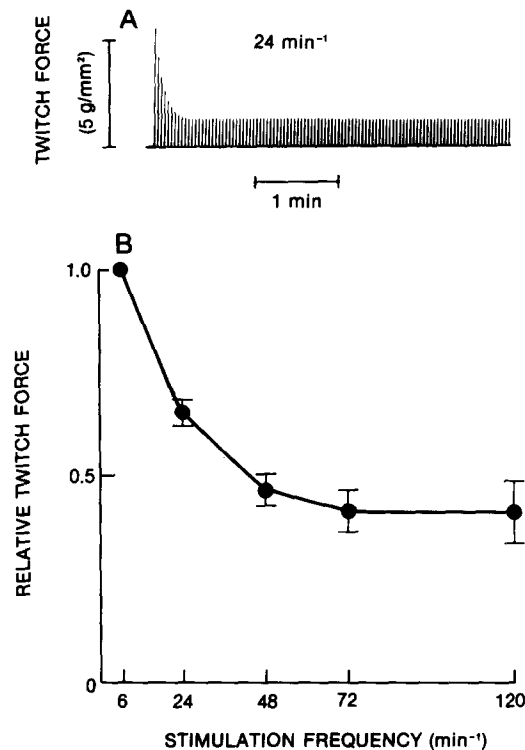 A
24 min⁻¹
TWITCH FORCE
(5 g/mm²)
1 min
B
RELATIVE TWITCH FORCE
1.0
0.5
0
6 24 48 72 120
STIMULATION FREQUENCY (min⁻¹)